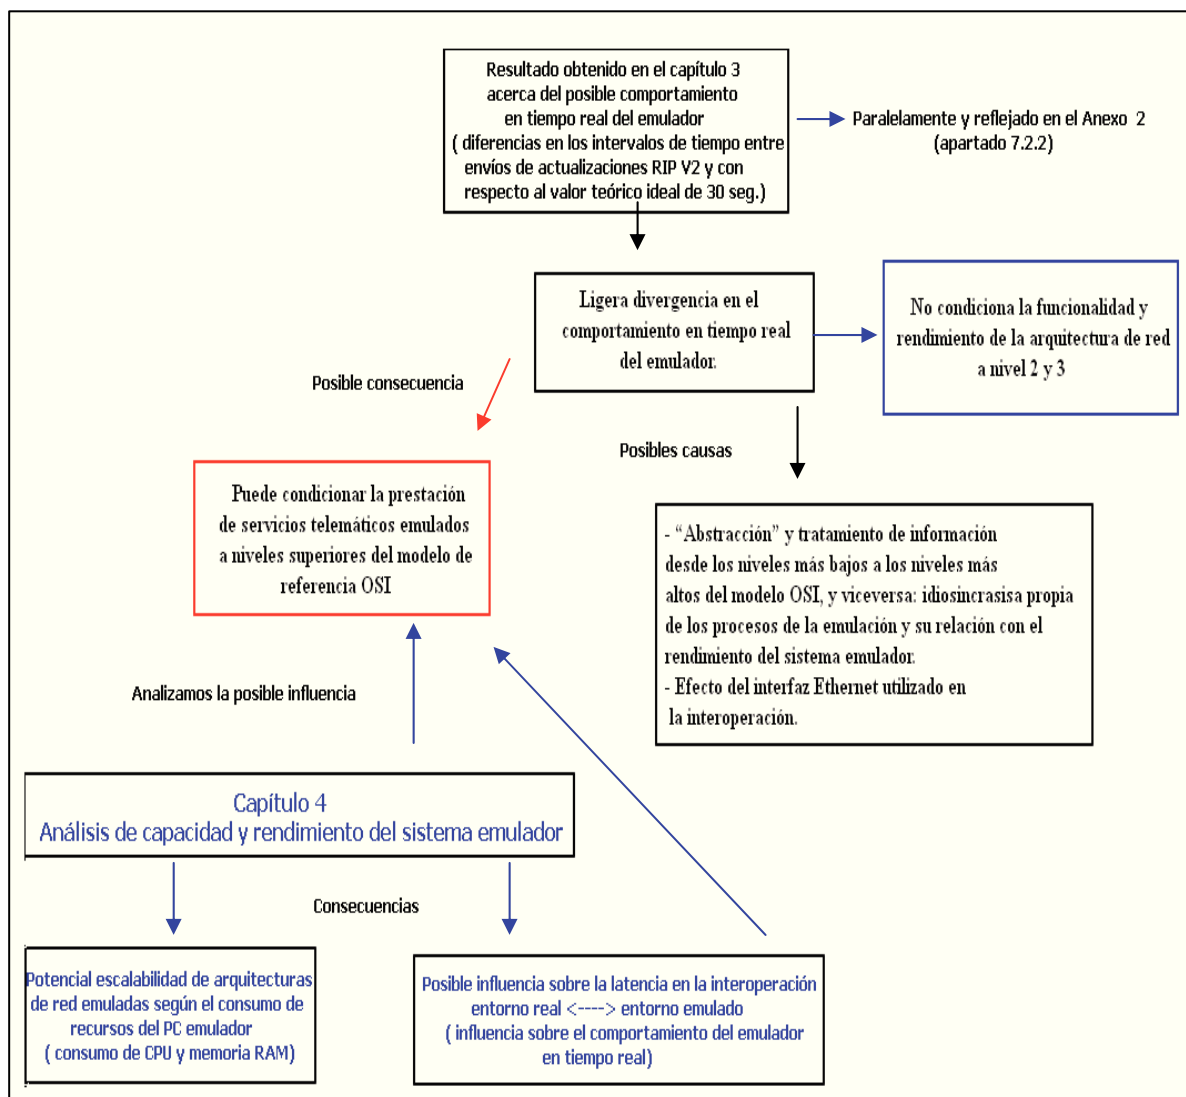 Resultado obtenido en el capítulo 3
acerca del posible comportamiento
en tiempo real del emulador
( diferencias en los intervalos de tiempo entre
envíos de actualizaciones RIP V2 y con
respecto al valor teórico ideal de 30 seg.)
Paralelamente y reflejado en el Anexo 2
(apartado 7.2.2)
Ligera divergencia en el
comportamiento en tiempo real
del emulador.
No condiciona la funcionalidad y
rendimiento de la arquitectura de red
a nivel 2 y 3
Posible consecuencia
Posibles causas
Puede condicionar la prestación
de servicios telemáticos emulados
a niveles superiores del modelo de
referencia OSI
- “Abstracción” y tratamiento de información
desde los niveles más bajos a los niveles más
altos del modelo OSI, y viceversa: idiosincrasisa propia
de los procesos de la emulación y su relación con el
rendimiento del sistema emulador.
- Efecto del interfaz Ethernet utilizado en
la interoperación.
Analizamos la posible influencia
Capítulo 4
Análisis de capacidad y rendimiento del sistema emulador
Consecuencias
Potencial escalabilidad de arquitecturas
de red emuladas según el consumo de
recursos del PC emulador
( consumo de CPU y memoria RAM)
Posible influencia sobre la latencia en la interoperación
entorno real <----> entorno emulado
( influencia sobre el comportamiento del emulador
en tiempo real)